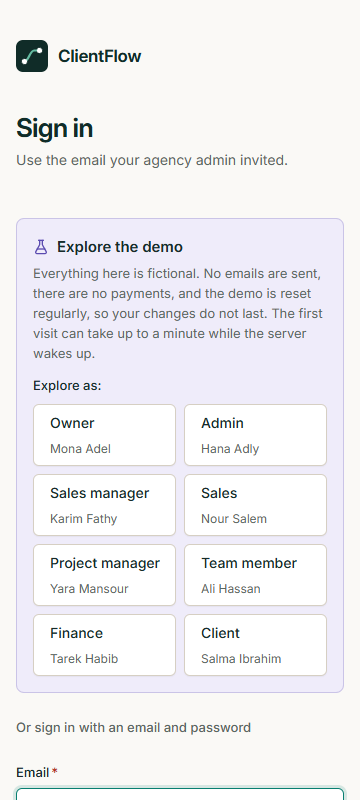 ClientFlow
Sign in
Use the email your agency admin invited.
Explore the demo
Everything here is fictional. No emails are sent,
there are no payments, and the demo is reset
regularly, so your changes do not last. The first
visit can take up to a minute while the server
wakes up.
Explore as:
Owner
Mona Adel
Admin
Hana Adly
Sales manager
Karim Fathy
Sales
Nour Salem
Project manager
Yara Mansour
Team member
Ali Hassan
Finance
Tarek Habib
Client
Salma Ibrahim
Or sign in with an email and password
Email *